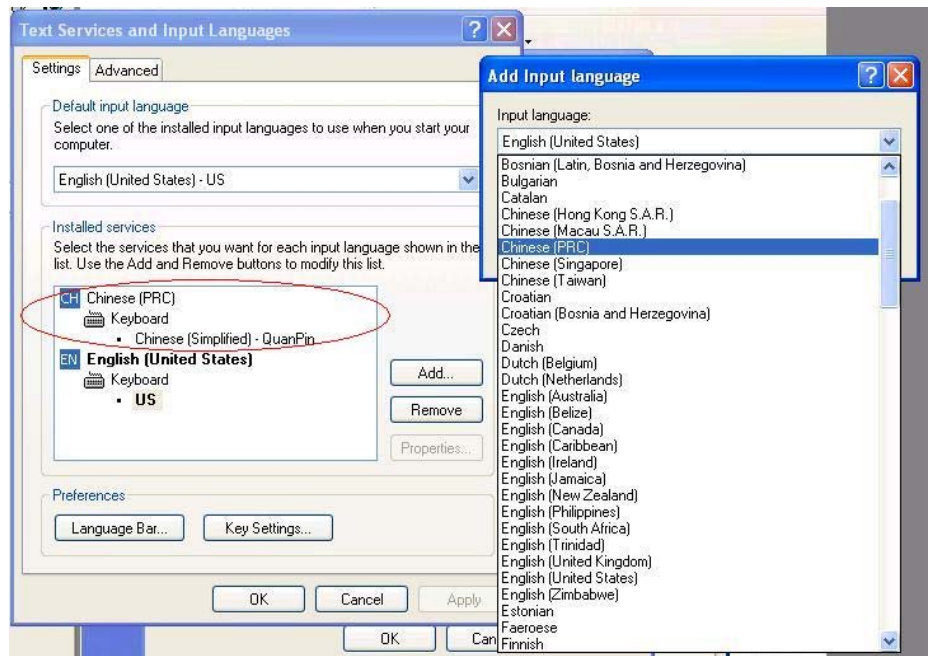 Text Services and Input Languages
Settings
Advanced
Default input language
Select one of the installed input languages to use when you start your
computer.
English (United States) - US
Installed services
Select the services that you want for each input language shown in the
list. Use the Add and Remove buttons to modify this list.
CH Chinese (PRC)
Keyboard
• Chinese (Simplified) - QuanPin
EN English (United States)
Keyboard
• US
Add...
Remove
Properties...
Preferences
Language Bar...
Key Settings...
OK
Cancel
Apply
OK
Can
Add Input language
Input language:
English (United States)
Bosnian (Latin, Bosnia and Herzegovina)
Bulgarian
Catalan
Chinese (Hong Kong S.A.R.)
Chinese (Macau S.A.R.)
Chinese (PRC)
Chinese (Singapore)
Chinese (Taiwan)
Croatian
Croatian (Bosnia and Herzegovina)
Czech
Danish
Dutch (Belgium)
Dutch (Netherlands)
English (Australia)
English (Belize)
English (Canada)
English (Caribbean)
English (Ireland)
English (Jamaica)
English (New Zealand)
English (Philippines)
English (South Africa)
English (Trinidad)
English (United Kingdom)
English (United States)
English (Zimbabwe)
Estonian
Faeroese
Finnish